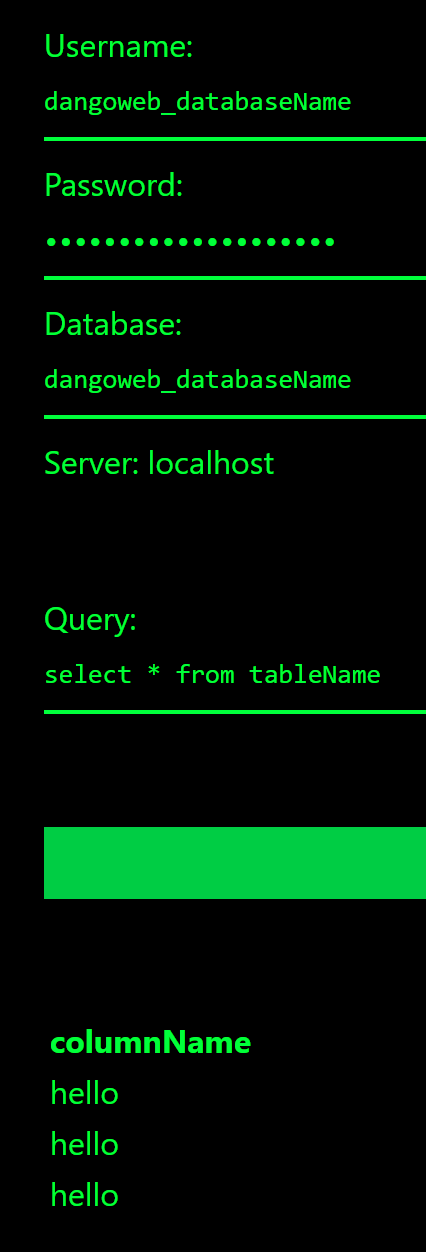 Username:
dangoweb_databaseName
Password:
••••••••••••••••••••
Database:
dangoweb_databaseName
Server: localhost
Query:
select * from tableName
columnName
hello
hello
hello